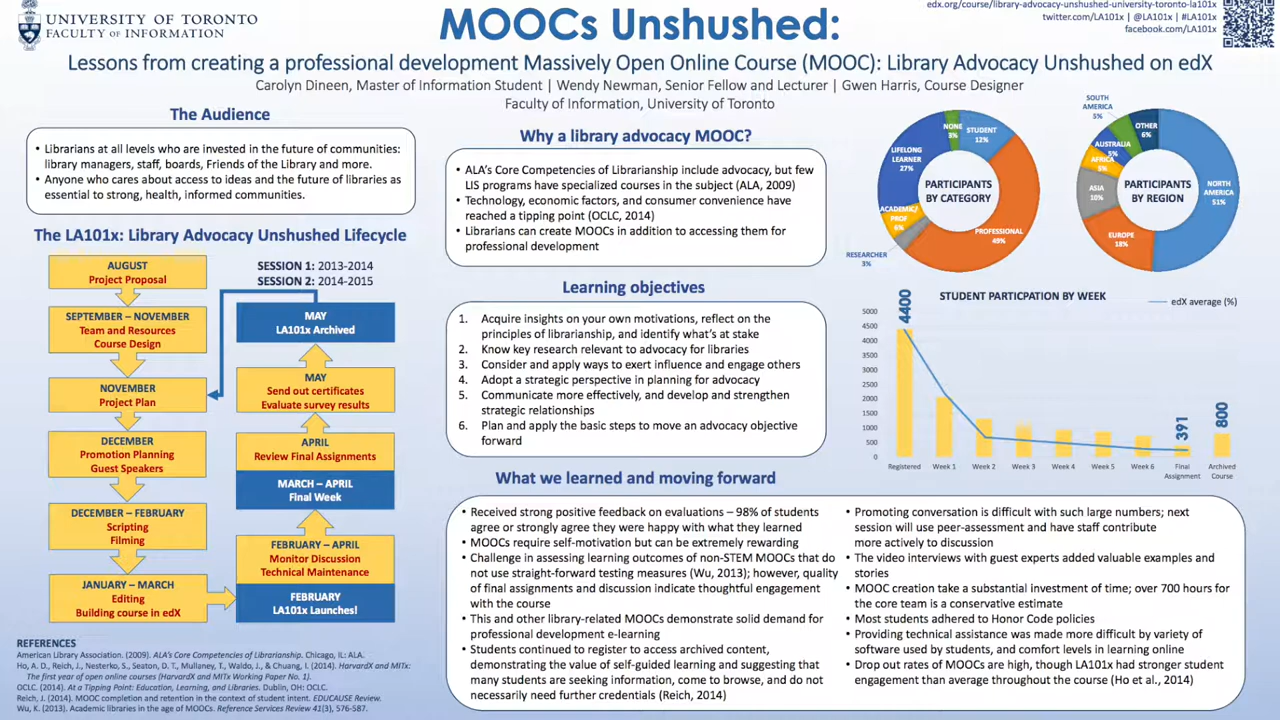 UNIVERSITY OF TORONTO
FACULTY OF INFORMATION
MOOCs Unshushed:
edx.org/course/library-advocacy-unshushed-university-toronto-la101x
twitter.com/LA101x | @LA101x | #LA101x
facebook.com/LA101x
Lessons from creating a professional development Massively Open Online Course (MOOC): Library Advocacy Unshushed on edX
Carolyn Dineen, Master of Information Student | Wendy Newman, Senior Fellow and Lecturer | Gwen Harris, Course Designer
Faculty of Information, University of Toronto
The Audience
• Librarians at all levels who are invested in the future of communities:
library managers, staff, boards, Friends of the Library and more.
• Anyone who cares about access to ideas and the future of libraries as
essential to strong, health, informed communities.
The LA101x: Library Advocacy Unshushed Lifecycle
SESSION 1: 2013-2014
SESSION 2: 2014-2015
AUGUST
Project Proposal
SEPTEMBER – NOVEMBER
Team and Resources
Course Design
NOVEMBER
Project Plan
DECEMBER
Promotion Planning
Guest Speakers
DECEMBER – FEBRUARY
Scripting
Filming
JANUARY – MARCH
Editing
Building course in edX
MAY
LA101x Archived
MAY
Send out certificates
Evaluate survey results
APRIL
Review Final Assignments
MARCH – APRIL
Final Week
FEBRUARY – APRIL
Monitor Discussion
Technical Maintenance
FEBRUARY
LA101x Launches!
REFERENCES
American Library Association. (2009). ALA's Core Competencies of Librarianship. Chicago, IL: ALA.
Ho, A. D., Reich, J., Nesterko, S., Seaton, D. T., Mullaney, T., Waldo, J., & Chuang, I. (2014). HarvardX and MITx:
The first year of open online courses (HarvardX and MITx Working Paper No. 1).
OCLC. (2014). At a Tipping Point: Education, Learning, and Libraries. Dublin, OH: OCLC.
Reich, J. (2014). MOOC completion and retention in the context of student intent. EDUCAUSE Review.
Wu, K. (2013). Academic libraries in the age of MOOCs. Reference Services Review 41(3), 576-587.
Why a library advocacy MOOC?
• ALA's Core Competencies of Librarianship include advocacy, but few
LIS programs have specialized courses in the subject (ALA, 2009)
• Technology, economic factors, and consumer convenience have
reached a tipping point (OCLC, 2014)
• Librarians can create MOOCs in addition to accessing them for
professional development
Learning objectives
1. Acquire insights on your own motivations, reflect on the
principles of librarianship, and identify what's at stake
2. Know key research relevant to advocacy for libraries
3. Consider and apply ways to exert influence and engage others
4. Adopt a strategic perspective in planning for advocacy
5. Communicate more effectively, and develop and strengthen
strategic relationships
6. Plan and apply the basic steps to move an advocacy objective
forward
PARTICIPANTS
BY CATEGORY
NONE
3%
STUDENT
12%
PROFESSIONAL
49%
RESEARCHER
3%
ACADEMIC/
PROF
6%
LIFELONG
LEARNER
27%
PARTICIPANTS
BY REGION
NORTH
AMERICA
51%
EUROPE
18%
ASIA
10%
AFRICA
5%
AUSTRALIA
5%
SOUTH
AMERICA
5%
OTHER
6%
STUDENT PARTICPATION BY WEEK
edX average (%)
5000
4500
4000
3500
3000
2500
2000
1500
1000
500
0
4400
391
800
Registered
Week 1
Week 2
Week 3
Week 4
Week 5
Week 6
Final
Assignment
Archived
Course
What we learned and moving forward
• Received strong positive feedback on evaluations – 98% of students
agree or strongly agree they were happy with what they learned
• MOOCs require self-motivation but can be extremely rewarding
• Challenge in assessing learning outcomes of non-STEM MOOCs that do
not use straight-forward testing measures (Wu, 2013); however, quality
of final assignments and discussion indicate thoughtful engagement
with the course
• This and other library-related MOOCs demonstrate solid demand for
professional development e-learning
• Students continued to register to access archived content,
demonstrating the value of self-guided learning and suggesting that
many students are seeking information, come to browse, and do not
necessarily need further credentials (Reich, 2014)
• Promoting conversation is difficult with such large numbers; next
session will use peer-assessment and have staff contribute
more actively to discussion
• The video interviews with guest experts added valuable examples and
stories
• MOOC creation take a substantial investment of time; over 700 hours for
the core team is a conservative estimate
• Most students adhered to Honor Code policies
• Providing technical assistance was made more difficult by variety of
software used by students, and comfort levels in learning online
• Drop out rates of MOOCs are high, though LA101x had stronger student
engagement than average throughout the course (Ho et al., 2014)